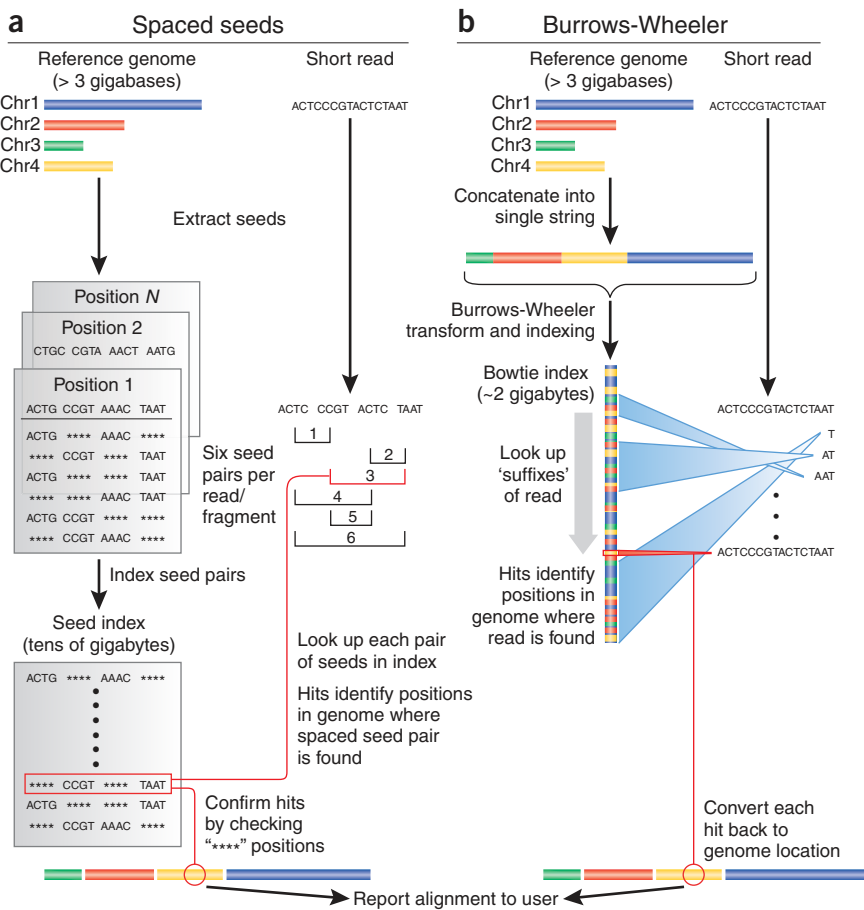 a
Spaced seeds
Reference genome
(> 3 gigabases)
Short read
Chr1
Chr2
Chr3
Chr4
ACTCCCGTACTCTAAT
Extract seeds
Position N
Position 2
CTGC CGTA AACT AATG
Position 1
ACTG CCGT AAAC TAAT
ACTG **** AAAC ****
**** CCGT **** TAAT
ACTG **** **** TAAT
**** **** AAAC TAAT
ACTG CCGT **** ****
**** CCGT AAAC ****
ACTC CCGT ACTC TAAT
1
2
3
4
5
6
Six seed
pairs per
read/
fragment
Index seed pairs
Seed index
(tens of gigabytes)
ACTG **** AAAC ****
**** CCGT **** TAAT
ACTG **** **** TAAT
**** CCGT AAAC ****
Look up each pair
of seeds in index
Hits identify positions
in genome where
spaced seed pair
is found
Confirm hits
by checking
"****" positions
b
Burrows-Wheeler
Reference genome
(> 3 gigabases)
Short read
Chr1
Chr2
Chr3
Chr4
ACTCCCGTACTCTAAT
Concatenate into
single string
Burrows-Wheeler
transform and indexing
Bowtie index
(~2 gigabytes)
ACTCCCGTACTCTAAT
T
AT
AAT
Look up
'suffixes'
of read
ACTCCCGTACTCTAAT
Hits identify
positions in
genome where
read is found
Convert each
hit back to
genome location
Report alignment to user